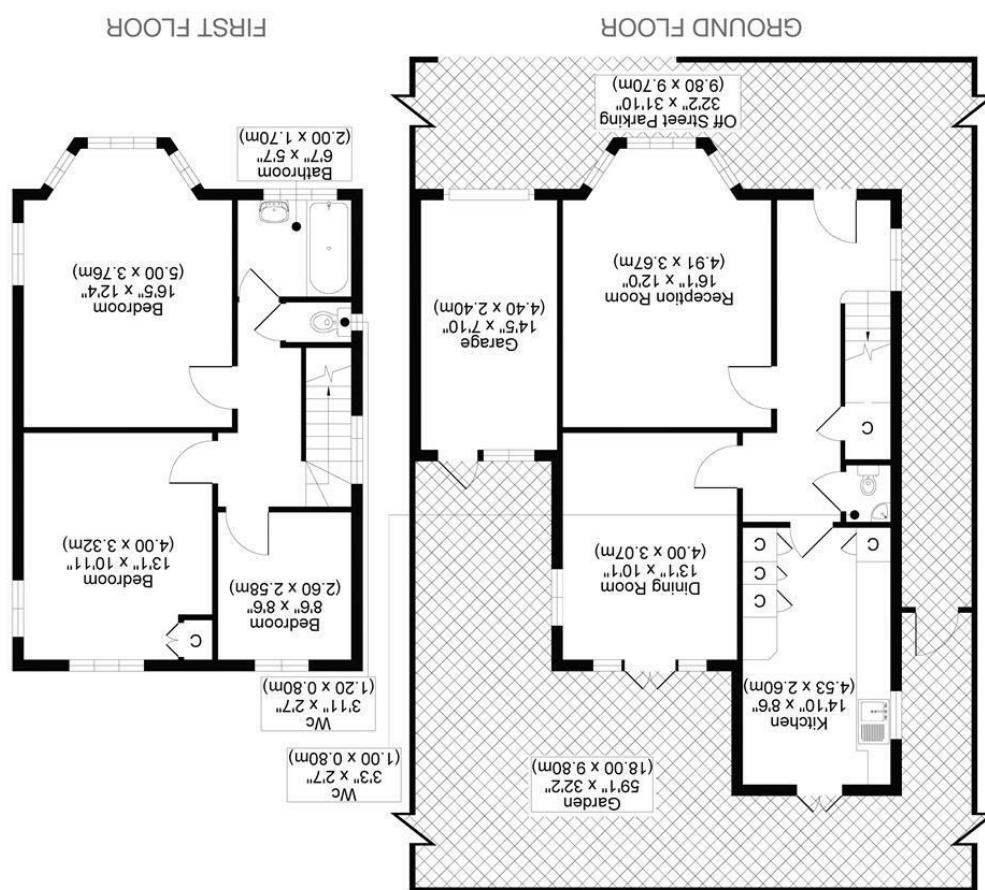 Garden
59'1" x 32'2"
(18.00 x 9.80m)
Kitchen
14'10" x 8'6"
(4.53 x 2.60m)
C
C
C
C
Dining Room
13'1" x 10'1"
(4.00 x 3.07m)
C
Reception Room
16'1" x 12'0"
(4.91 x 3.67m)
Garage
14'5" x 7'10"
(4.40 x 2.40m)
Off Street Parking
32'2" x 31'10"
(9.80 x 9.70m)
GROUND FLOOR
Wc
3'3" x 2'7"
(1.00 x 0.80m)
Wc
3'11" x 2'7"
(1.20 x 0.80m)
Bedroom
8'6" x 8'6"
(2.60 x 2.58m)
C
Bedroom
13'1" x 10'11"
(4.00 x 3.32m)
Bedroom
16'5" x 12'4"
(5.00 x 3.76m)
Bathroom
6'7" x 5'7"
(2.00 x 1.70m)
FIRST FLOOR